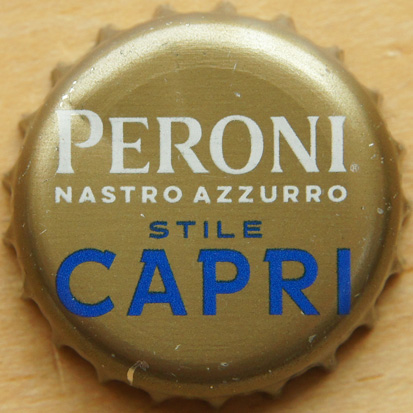 PERONI®
NASTRO AZZURRO
STILE
CAPRI